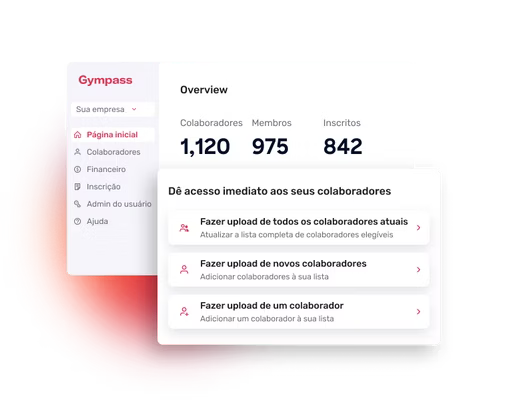 Gympass
Sua empresa
Página inicial
Colaboradores
Financeiro
Inscrição
Admin do usuário
Ajuda
Overview
Colaboradores Membros Inscritos
1,120 975 842
Dê acesso imediato aos seus colaboradores
Fazer upload de todos os colaboradores atuais
Atualizar a lista completa de colaboradores elegíveis
Fazer upload de novos colaboradores
Adicionar colaboradores à sua lista
Fazer upload de um colaborador
Adicionar um colaborador à sua lista